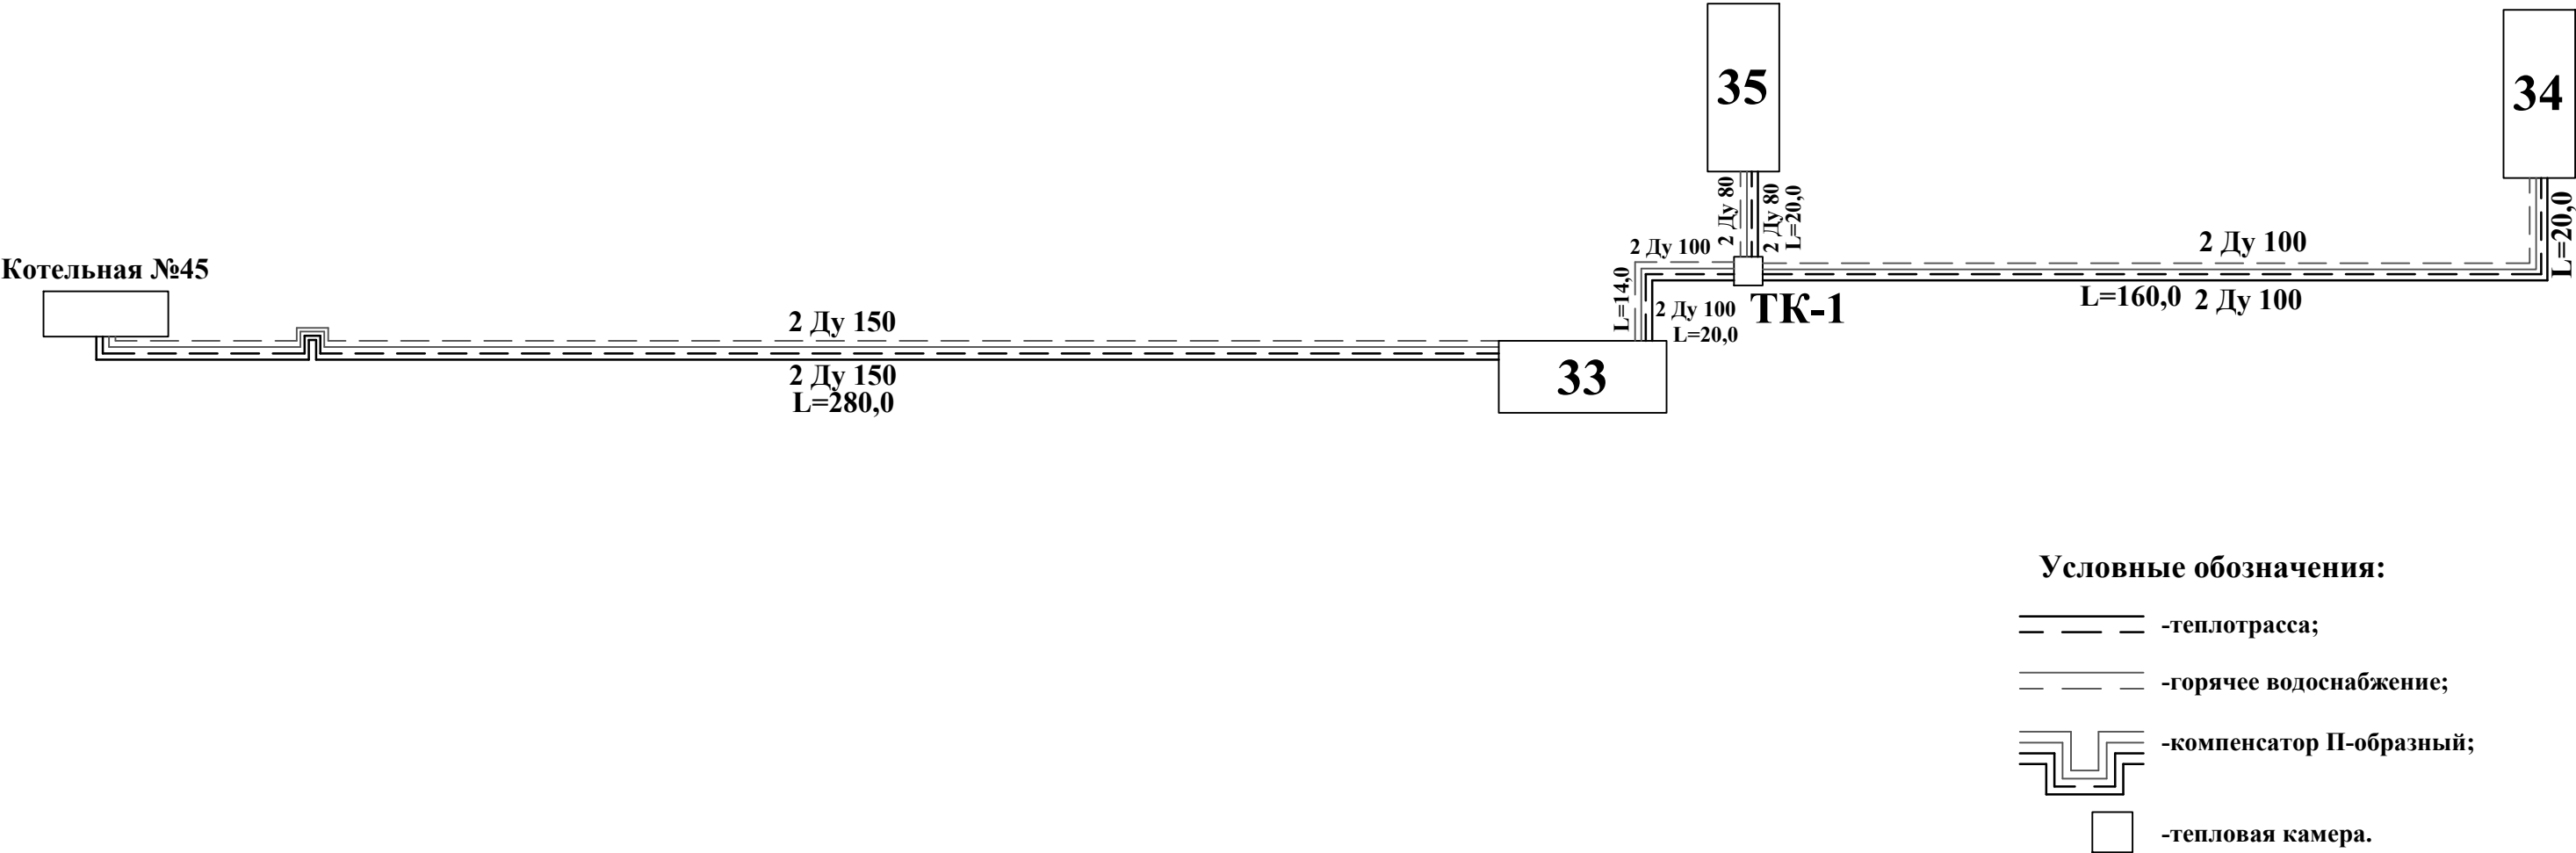 35
34
2 Ду 80
2 Ду 80
L=20,0
L=20,0
2 Ду 100
2 Ду 100
Котельная №45
L=14,0
2 Ду 100
L=20,0
ТК-1
L=160,0 2 Ду 100
2 Ду 150
2 Ду 150
L=280,0
33
Условные обозначения:
-теплотрасса;
-горячее водоснабжение;
-компенсатор П-образный;
-тепловая камера.